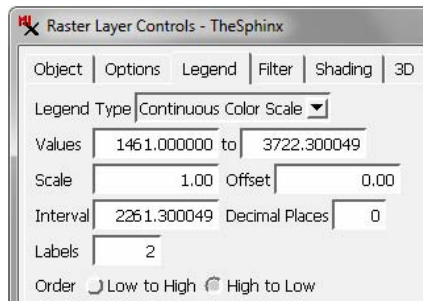 Raster Layer Controls - TheSphinx
Object Options Legend Filter Shading 3D
Legend Type Continuous Color Scale
Values 1461.000000 to 3722.300049
Scale 1.00 Offset 0.00
Interval 2261.300049 Decimal Places 0
Labels 2
Order Low to High High to Low